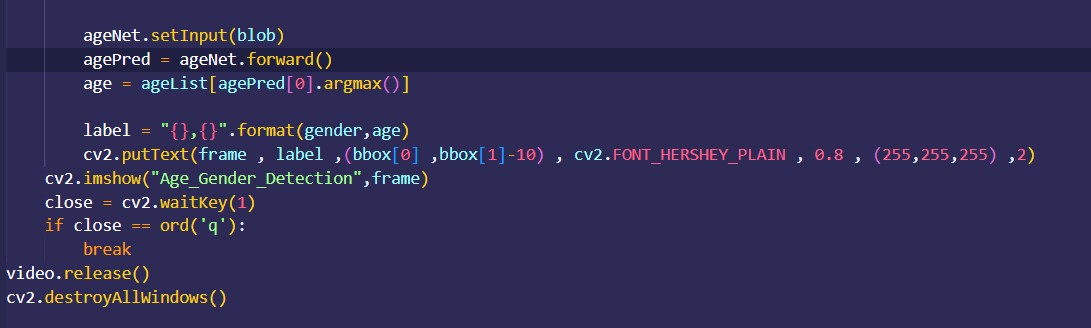 ageNet.setInput(blob)
agePred = ageNet.forward()
age = ageList[agePred[0].argmax()]
label = "{},{}".format(gender,age)
cv2.putText(frame , label ,(bbox[0] ,bbox[1]-10) , cv2.FONT_HERSHEY_PLAIN , 0.8 , (255,255,255) ,2)
cv2.imshow("Age_Gender_Detection",frame)
close = cv2.waitKey(1)
if close == ord('q'):
break
video.release()
cv2.destroyAllWindows()